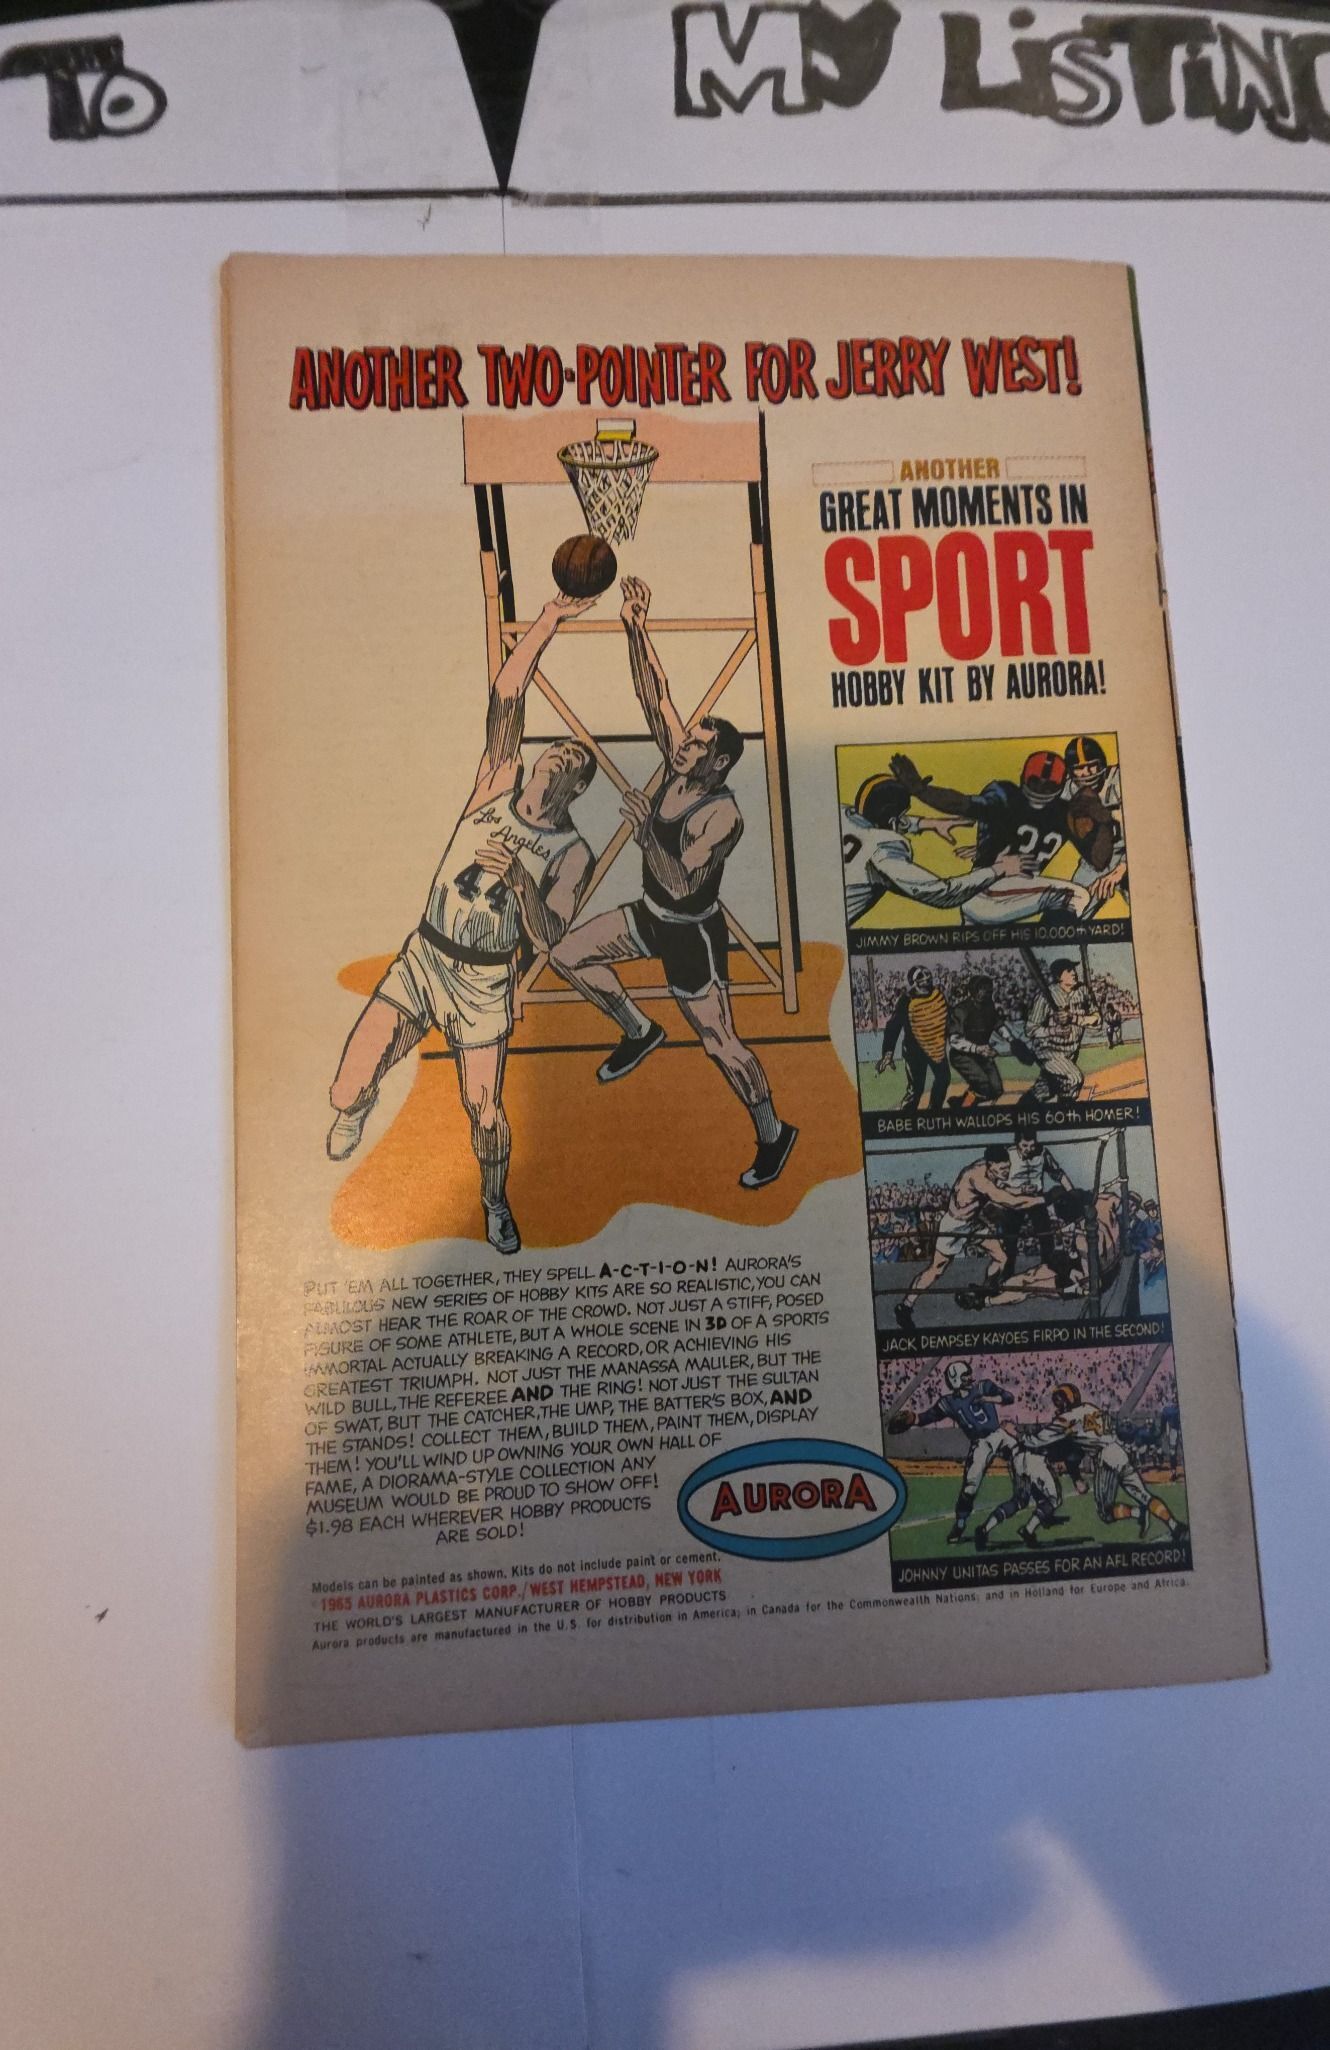 TO
MY LISTING
ANOTHER TWO-POINTER FOR JERRY WEST!
ANOTHER
GREAT MOMENTS IN
SPORT
HOBBY KIT BY AURORA!
Los
Angeles
44
32
JIMMY BROWN RIPS OFF HIS 10,000th YARD!
BABE RUTH WALLOPS HIS 60th HOMER!
JACK DEMPSEY KAYOES FIRPO IN THE SECOND!
JOHNNY UNITAS PASSES FOR AN AFL RECORD!
PUT 'EM ALL TOGETHER, THEY SPELL A-C-T-I-O-N! AURORA'S
FABULOUS NEW SERIES OF HOBBY KITS ARE SO REALISTIC, YOU CAN
ALMOST HEAR THE ROAR OF THE CROWD. NOT JUST A STIFF, POSED
FIGURE OF SOME ATHLETE, BUT A WHOLE SCENE IN 3D OF A SPORTS
IMMORTAL ACTUALLY BREAKING A RECORD, OR ACHIEVING HIS
GREATEST TRIUMPH. NOT JUST THE MANASSA MAULER, BUT THE
WILD BULL, THE REFEREE AND THE RING! NOT JUST THE SULTAN
OF SWAT, BUT THE CATCHER, THE UMP, THE BATTER'S BOX, AND
THE STANDS! COLLECT THEM, BUILD THEM, PAINT THEM, DISPLAY
THEM! YOU'LL WIND UP OWNING YOUR OWN HALL OF
FAME, A DIORAMA-STYLE COLLECTION ANY
MUSEUM WOULD BE PROUD TO SHOW OFF!
$1.98 EACH WHEREVER HOBBY PRODUCTS
ARE SOLD!
AURORA
Models can be painted as shown. Kits do not include paint or cement.
©1965 AURORA PLASTICS CORP./WEST HEMPSTEAD, NEW YORK
THE WORLD'S LARGEST MANUFACTURER OF HOBBY PRODUCTS
Aurora products are manufactured in the U.S. for distribution in America; in Canada for the Commonwealth Nations; and in Holland for Europe and Africa.